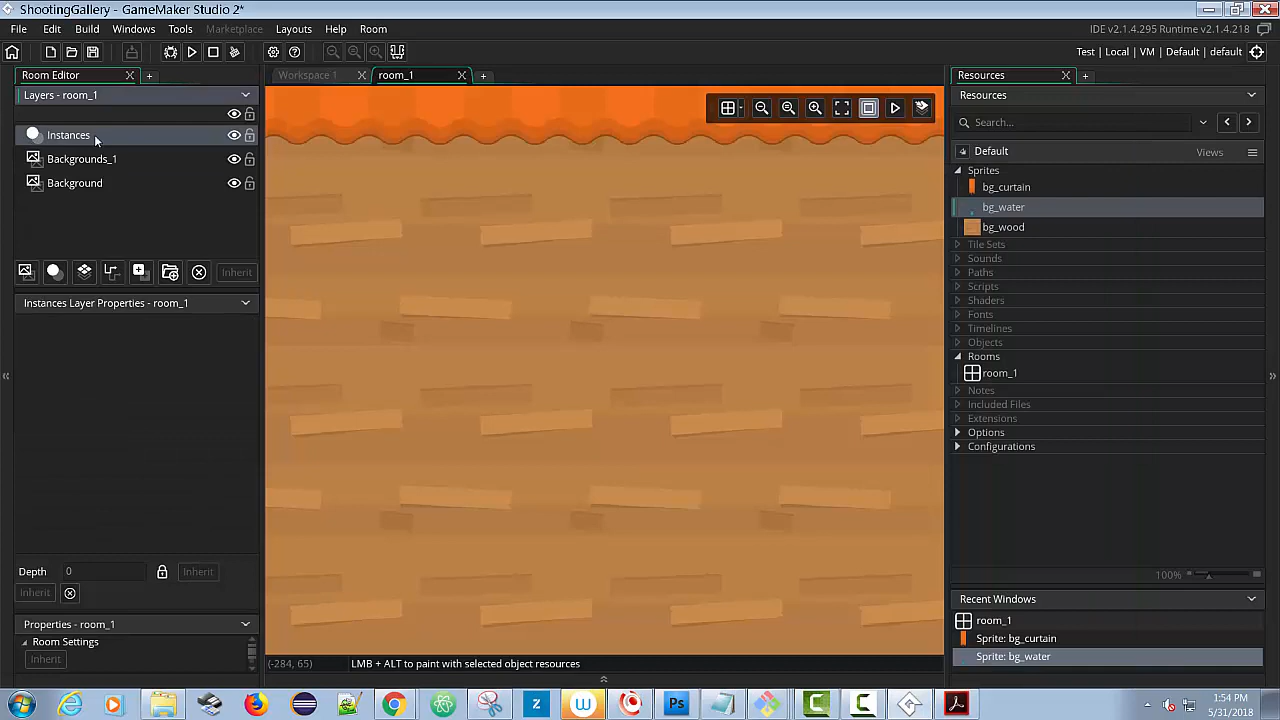 ShootingGallery - GameMaker Studio 2*
File Edit Build Windows Tools Marketplace Layouts Help Room
IDE v2.1.4.295 Runtime v2.1.4.218
Test | Local | VM | Default | default
Room Editor
Workspace 1
room_1
Resources
Layers - room_1
Resources
Instances
Backgrounds_1
Background
Search...
Default
Views
Sprites
bg_curtain
bg_water
bg_wood
Tile Sets
Sounds
Paths
Scripts
Shaders
Fonts
Timelines
Objects
Rooms
room_1
Notes
Included Files
Extensions
Options
Configurations
Inherit
Instances Layer Properties - room_1
Depth 0 Inherit
Inherit
Properties - room_1
Room Settings
Inherit
100%
Recent Windows
room_1
Sprite: bg_curtain
Sprite: bg_water
(-284, 65) LMB + ALT to paint with selected object resources
1:54 PM
5/31/2018